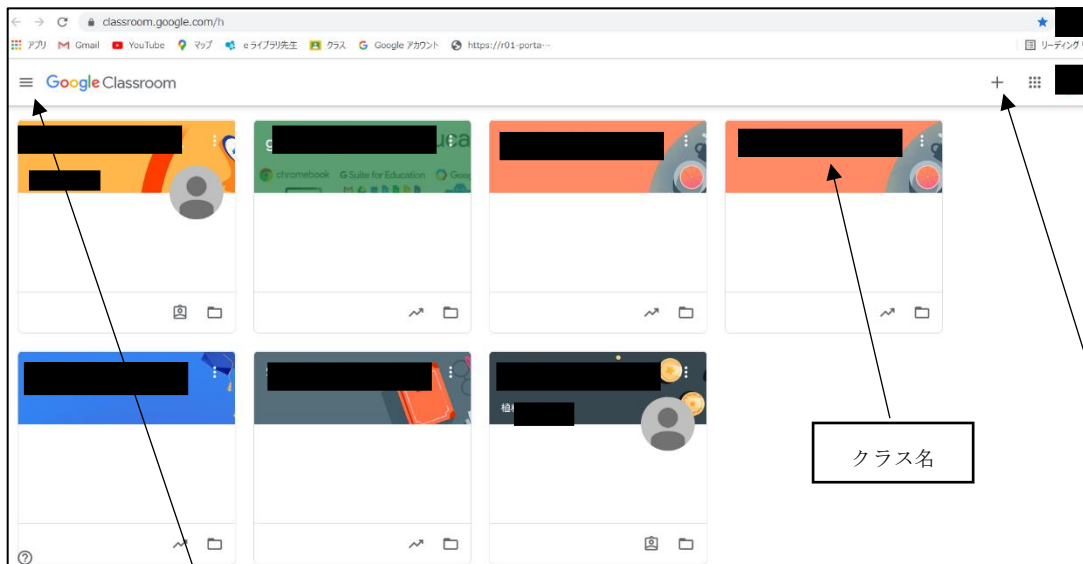 classroom.google.com/h
アプリ Gmail YouTube マップ eライブラリ先生 クラス Google アカウント https://r01-porta… リーディング
Google Classroom
chromebook G Suite for Education
クラス名